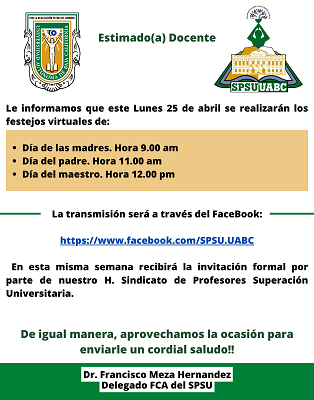 Estimado(a) Docente
SPSU UABC
Le informamos que este Lunes 25 de abril se realizarán los
festejos virtuales de:
• Día de las madres. Hora 9.00 am
• Día del padre. Hora 11.00 am
• Día del maestro. Hora 12.00 pm
La transmisión será a través del FaceBook:
https://www.facebook.com/SPSU.UABC
En esta misma semana recibirá la invitación formal por
parte de nuestro H. Sindicato de Profesores Superación
Universitaria.
De igual manera, aprovechamos la ocasión para
enviarle un cordial saludo!!
Dr. Francisco Meza Hernandez
Delegado FCA del SPSU